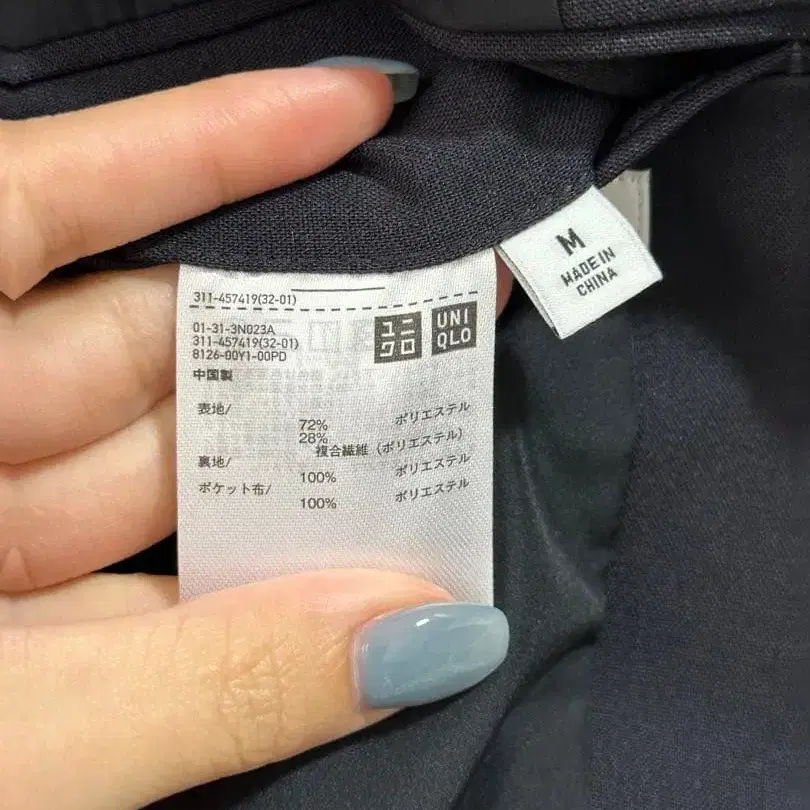 311-457419(32-01)
01-31-3N023A
311-457419(32-01)
8126-00Y1-00PD
中国製
ユニ
クロ
UNI
QLO
表地/
72% ポリエステル
28% 複合繊維（ポリエステル）
裏地/
100% ポリエステル
ポケット布/
100% ポリエステル
M
MADE IN
CHINA